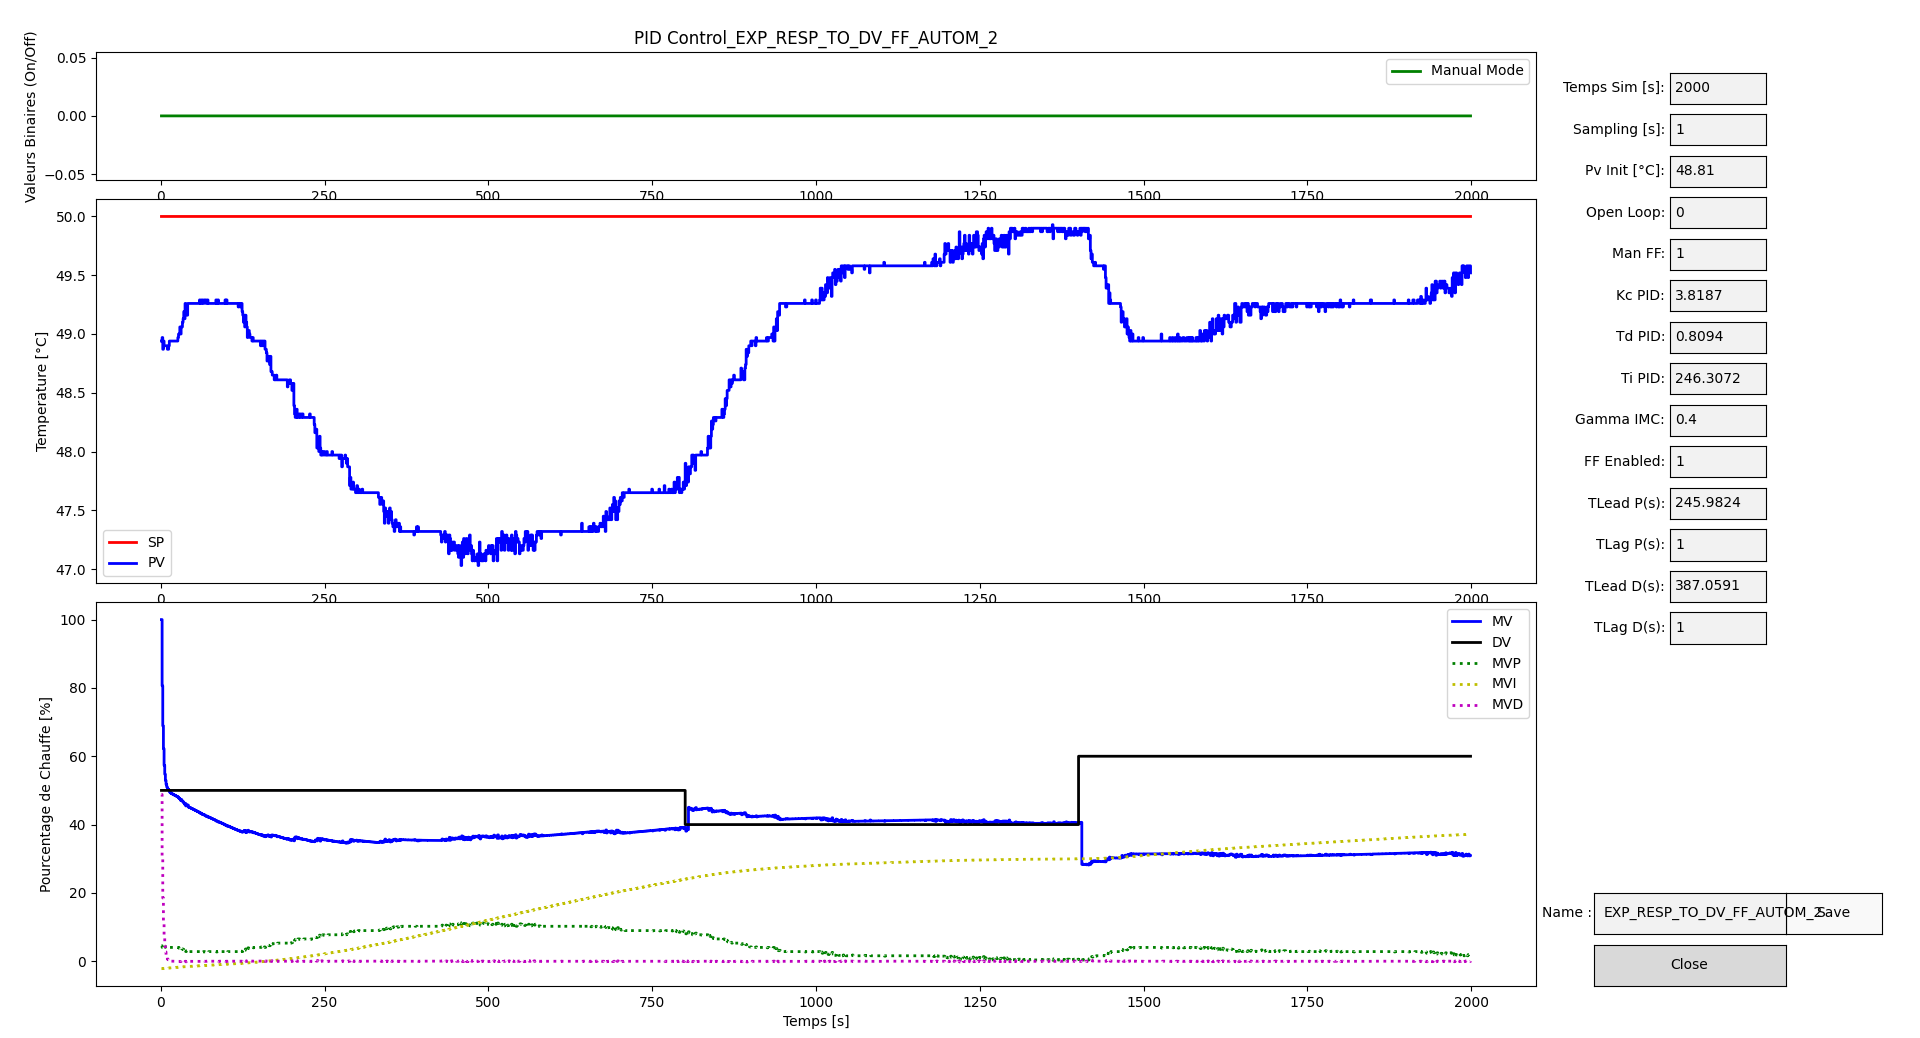 PID Control_EXP_RESP_TO_DV_FF_AUTOM_2
Valeurs Binaires (On/Off)
0.05
0.00
−0.05
Manual Mode
0 250 500 750 1000 1250 1500 1750 2000
Temperature [°C]
50.0
49.5
49.0
48.5
48.0
47.5
47.0
SP
PV
0 250 500 750 1000 1250 1500 1750 2000
Pourcentage de Chauffe [%]
100
80
60
40
20
0
MV
DV
MVP
MVI
MVD
0 250 500 750 1000 1250 1500 1750 2000
Temps [s]
Temps Sim [s]: 2000
Sampling [s]: 1
Pv Init [°C]: 48.81
Open Loop: 0
Man FF: 1
Kc PID: 3.8187
Td PID: 0.8094
Ti PID: 246.3072
Gamma IMC: 0.4
FF Enabled: 1
TLead P(s): 245.9824
TLag P(s): 1
TLead D(s): 387.0591
TLag D(s): 1
Name : EXP_RESP_TO_DV_FF_AUTOM_2 Save
Close